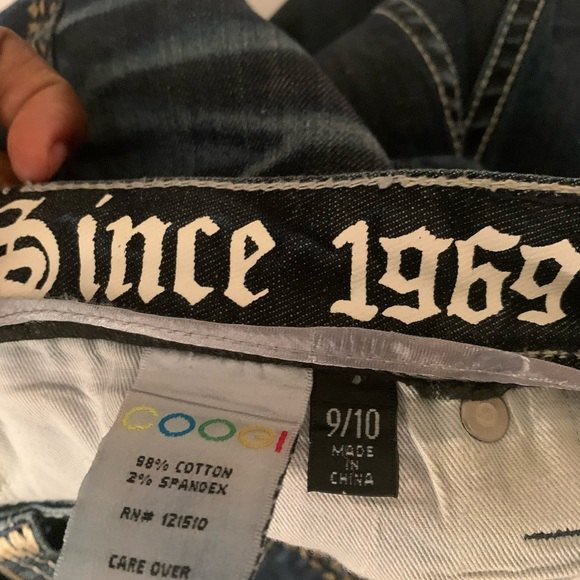 Since 1969
COOGI
98% COTTON
2% SPANDEX
RN# 121510
CARE OVER
9/10
MADE
IN
CHINA